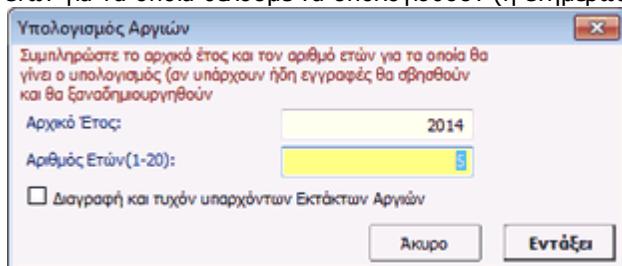 Υπολογισμός Αργιών
Συμπληρώστε το αρχικό έτος και τον αριθμό ετών για τα οποία θα
γίνει ο υπολογισμός (αν υπάρχουν ήδη εγγραφές θα σβησθούν
και θα ξαναδημιουργηθούν
Αρχικό Έτος: 2014
Αριθμός Ετών(1-20): 5
Διαγραφή και τυχόν υπαρχόντων Εκτάκτων Αργιών
Άκυρο Εντάξει